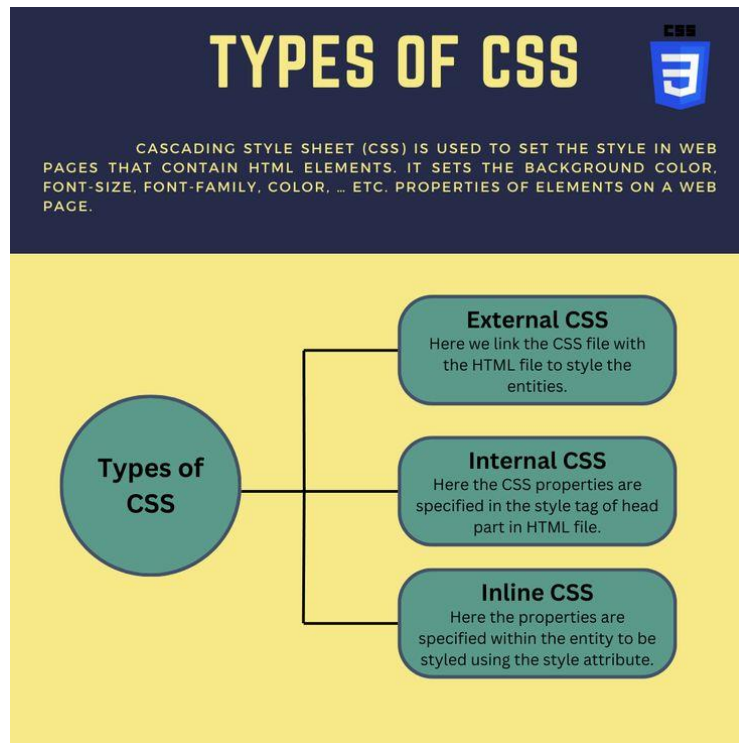 TYPES OF CSS
CSS
3
CASCADING STYLE SHEET (CSS) IS USED TO SET THE STYLE IN WEB
PAGES THAT CONTAIN HTML ELEMENTS. IT SETS THE BACKGROUND COLOR,
FONT-SIZE, FONT-FAMILY, COLOR, … ETC. PROPERTIES OF ELEMENTS ON A WEB
PAGE.
Types of
CSS
External CSS
Here we link the CSS file with
the HTML file to style the
entities.
Internal CSS
Here the CSS properties are
specified in the style tag of head
part in HTML file.
Inline CSS
Here the properties are
specified within the entity to be
styled using the style attribute.